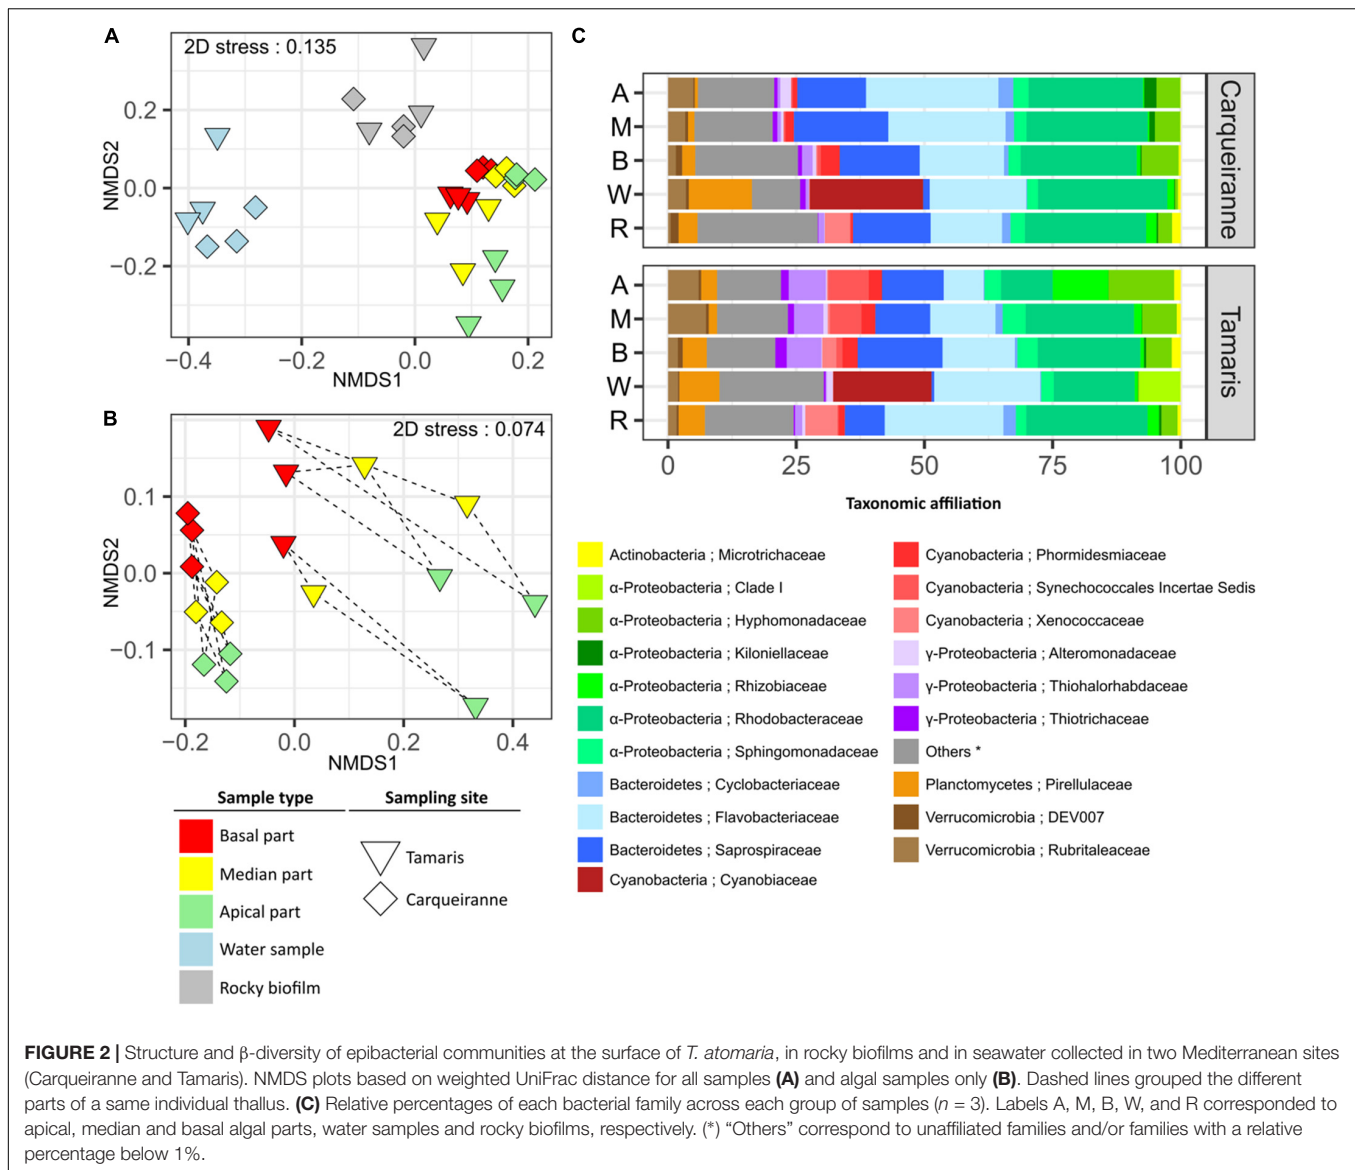 A
2D stress : 0.135
0.2
0.0
−0.2
NMDS2
−0.4
−0.2
0.0
0.2
NMDS1
B
2D stress : 0.074
0.1
0.0
−0.1
NMDS2
−0.2
0.0
0.2
0.4
NMDS1
Sample type
Basal part
Median part
Apical part
Water sample
Rocky biofilm
Sampling site
Tamaris
Carqueiranne
C
A
M
B
W
R
Carqueiranne
A
M
B
W
R
Tamaris
0
25
50
75
100
Taxonomic affiliation
Actinobacteria ; Microtrichaceae
α-Proteobacteria ; Clade I
α-Proteobacteria ; Hyphomonadaceae
α-Proteobacteria ; Kiloniellaceae
α-Proteobacteria ; Rhizobiaceae
α-Proteobacteria ; Rhodobacteraceae
α-Proteobacteria ; Sphingomonadaceae
Bacteroidetes ; Cyclobacteriaceae
Bacteroidetes ; Flavobacteriaceae
Bacteroidetes ; Saprospiraceae
Cyanobacteria ; Cyanobiaceae
Cyanobacteria ; Phormidesmiaceae
Cyanobacteria ; Synechococcales Incertae Sedis
Cyanobacteria ; Xenococcaceae
γ-Proteobacteria ; Alteromonadaceae
γ-Proteobacteria ; Thiohalorhabdaceae
γ-Proteobacteria ; Thiotrichaceae
Others *
Planctomycetes ; Pirellulaceae
Verrucomicrobia ; DEV007
Verrucomicrobia ; Rubritaleaceae
FIGURE 2 | Structure and β-diversity of epibacterial communities at the surface of T. atomaria, in rocky biofilms and in seawater collected in two Mediterranean sites
(Carqueiranne and Tamaris). NMDS plots based on weighted UniFrac distance for all samples (A) and algal samples only (B). Dashed lines grouped the different
parts of a same individual thallus. (C) Relative percentages of each bacterial family across each group of samples (n = 3). Labels A, M, B, W, and R corresponded to
apical, median and basal algal parts, water samples and rocky biofilms, respectively. (*) “Others” correspond to unaffiliated families and/or families with a relative
percentage below 1%.